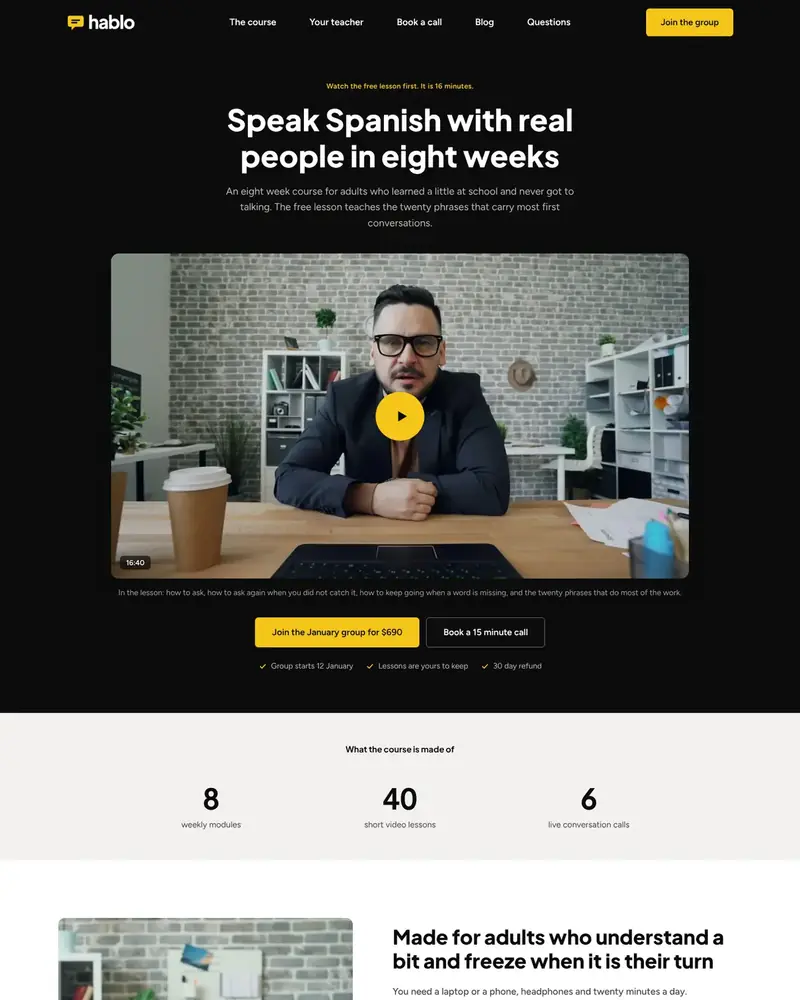 hablo
The course
Your teacher
Book a call
Blog
Questions
Join the group
Watch the free lesson first. It is 16 minutes.
Speak Spanish with real
people in eight weeks
An eight week course for adults who learned a little at school and never got to
talking. The free lesson teaches the twenty phrases that carry most first
conversations.
16:40
In the lesson: how to ask, how to ask again when you did not catch it, how to keep going when a word is missing, and the twenty phrases that do most of the work.
Join the January group for $690
Book a 15 minute call
Group starts 12 January
Lessons are yours to keep
30 day refund
What the course is made of
8
weekly modules
40
short video lessons
6
live conversation calls
Made for adults who understand a
bit and freeze when it is their turn
You need a laptop or a phone, headphones and twenty minutes a day.